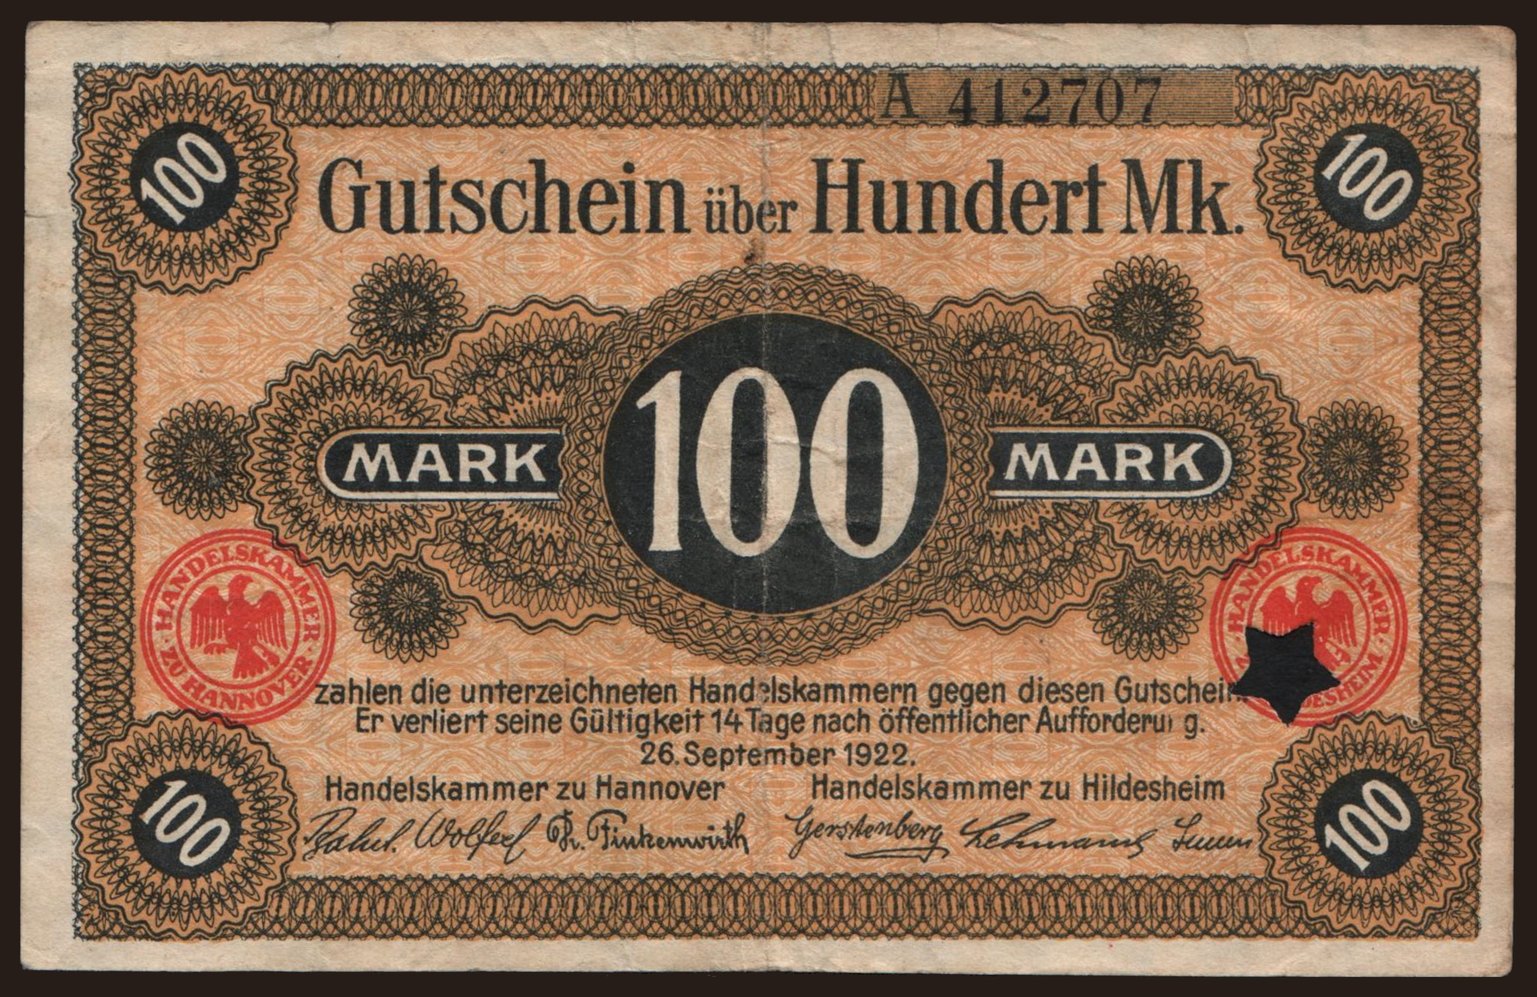 A 412707
100
100
Gutschein über Hundert Mk.
MARK 100 MARK
HANDELSKAMMER ZU HANNOVER
HANDELSKAMMER
zahlen die unterzeichneten Handelskammern gegen diesen Gutschein
Er verliert seine Gültigkeit 14 Tage nach öffentlicher Aufforderung.
26. September 1922.
Handelskammer zu Hannover
Handelskammer zu Hildesheim
Finkenwirth
Gerstenberg
100
100